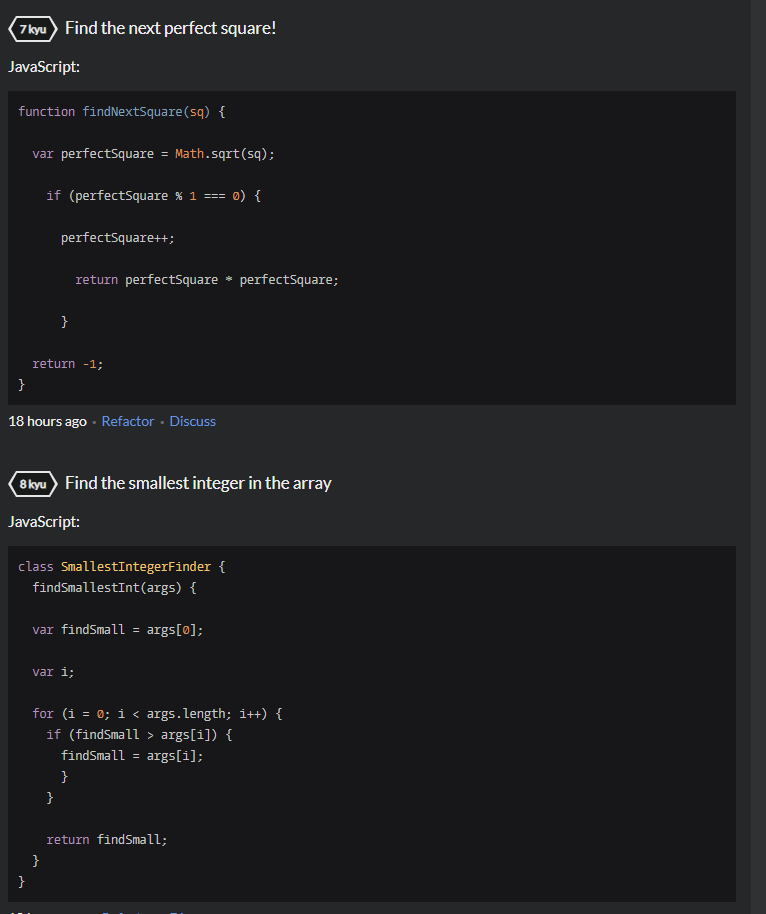 7 kyu Find the next perfect square!
JavaScript:
function findNextSquare(sq) {
var perfectSquare = Math.sqrt(sq);
if (perfectSquare % 1 === 0) {
perfectSquare++;
return perfectSquare * perfectSquare;
}
return -1;
}
18 hours ago • Refactor • Discuss
8 kyu Find the smallest integer in the array
JavaScript:
class SmallestIntegerFinder {
findSmallestInt(args) {
var findSmall = args[0];
var i;
for (i = 0; i < args.length; i++) {
if (findSmall > args[i]) {
findSmall = args[i];
}
}
return findSmall;
}
}